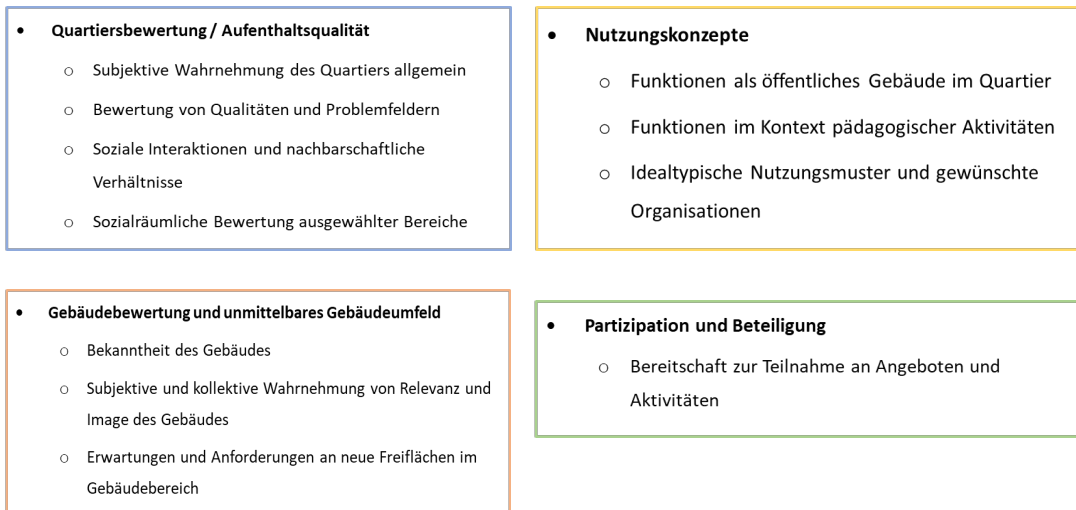 • Quartiersbewertung / Aufenthaltsqualität
o Subjektive Wahrnehmung des Quartiers allgemein
o Bewertung von Qualitäten und Problemfeldern
o Soziale Interaktionen und nachbarschaftliche
Verhältnisse
o Sozialräumliche Bewertung ausgewählter Bereiche
• Nutzungskonzepte
o Funktionen als öffentliches Gebäude im Quartier
o Funktionen im Kontext pädagogischer Aktivitäten
o Idealtypische Nutzungsmuster und gewünschte
Organisationen
• Gebäudebewertung und unmittelbares Gebäudeumfeld
o Bekanntheit des Gebäudes
o Subjektive und kollektive Wahrnehmung von Relevanz und
Image des Gebäudes
o Erwartungen und Anforderungen an neue Freiflächen im
Gebäudebereich
• Partizipation und Beteiligung
o Bereitschaft zur Teilnahme an Angeboten und
Aktivitäten